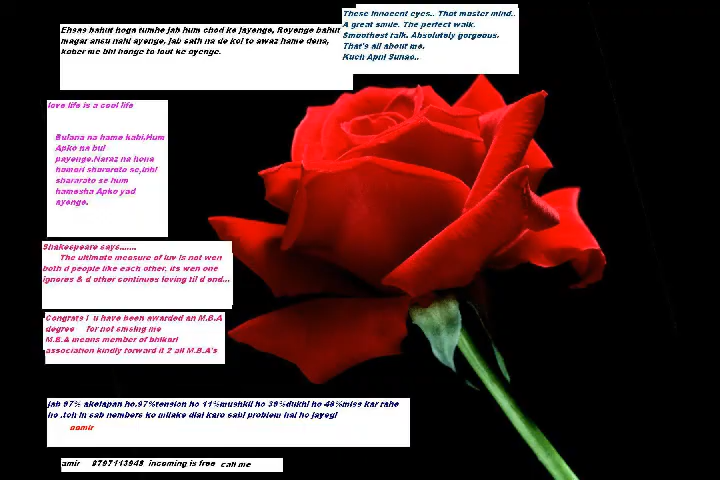 These innocent eyes.. That master mind..
A great smile. The perfect walk.
Smoothest talk. Absolutely gorgeous.
That's all about me.
Kuch Apni Sunao..
Ehsas bahut hoga tumhe jab hum chod ke jayenge, Royenge bahut
magar ansu nahi ayenge, jab sath na de koi to awaz hame dena,
kaber me bhi honge to lout ke ayenge.
love life is a cool life
Bulana na hame kabi,Hum
Apko na bul
payenge.Naraz na hona
hamari shararato se,inhi
shararato se hum
hamesha Apko yad
ayenge.
Shakespeare says.......
The ultimate measure of luv is not wen
both d people like each other. its wen one
ignores & d other continues loving til d end...
Congrats ! u have been awarded an M.B.A
degree for not smsing me
M.B.A means member of bhikari
association kindly forward it 2 all M.B.A's
jab 97% akelapan ho.97%tension ho 11%mushkil ho 39%dukhi ho 48%miss kar rahe
ho .toh in sab nembers ko milake dial karo sabi problem hal ho jayegi
aamir
amir 9797113948 incoming is free call me